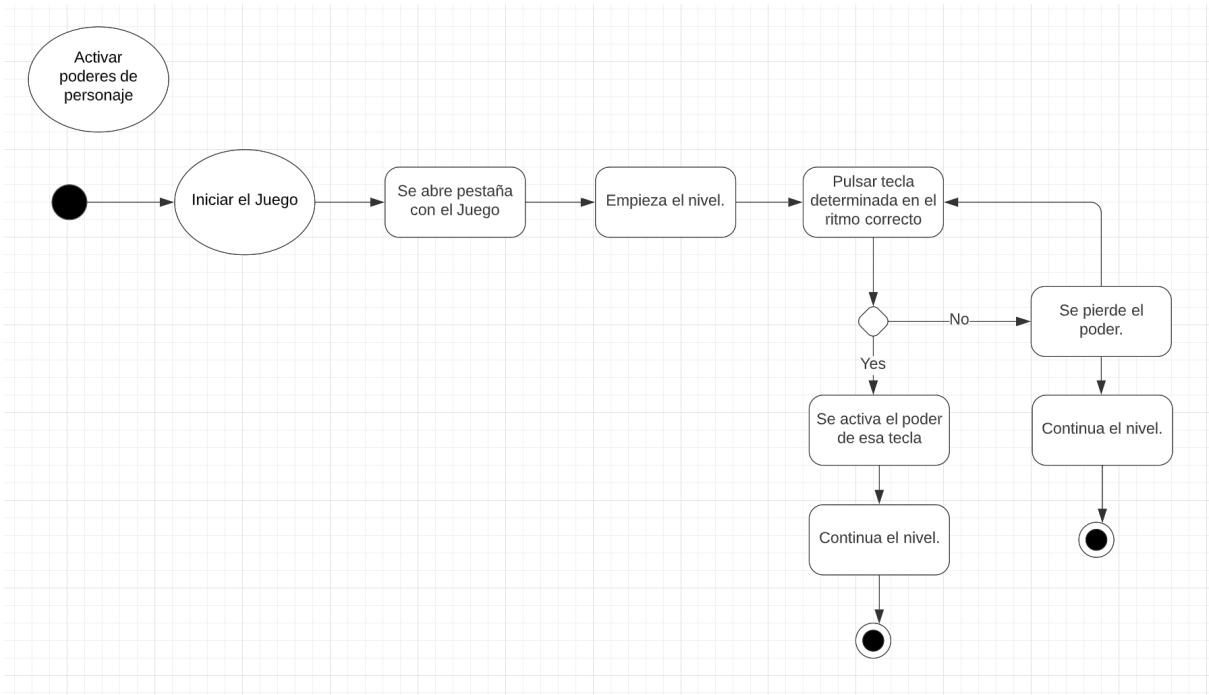 Activar
poderes de
personaje
Iniciar el Juego
Se abre pestaña
con el Juego
Empieza el nivel.
Pulsar tecla
determinada en el
ritmo correcto
No
Se pierde el
poder.
Yes
Se activa el poder
de esa tecla
Continua el nivel.
Continua el nivel.